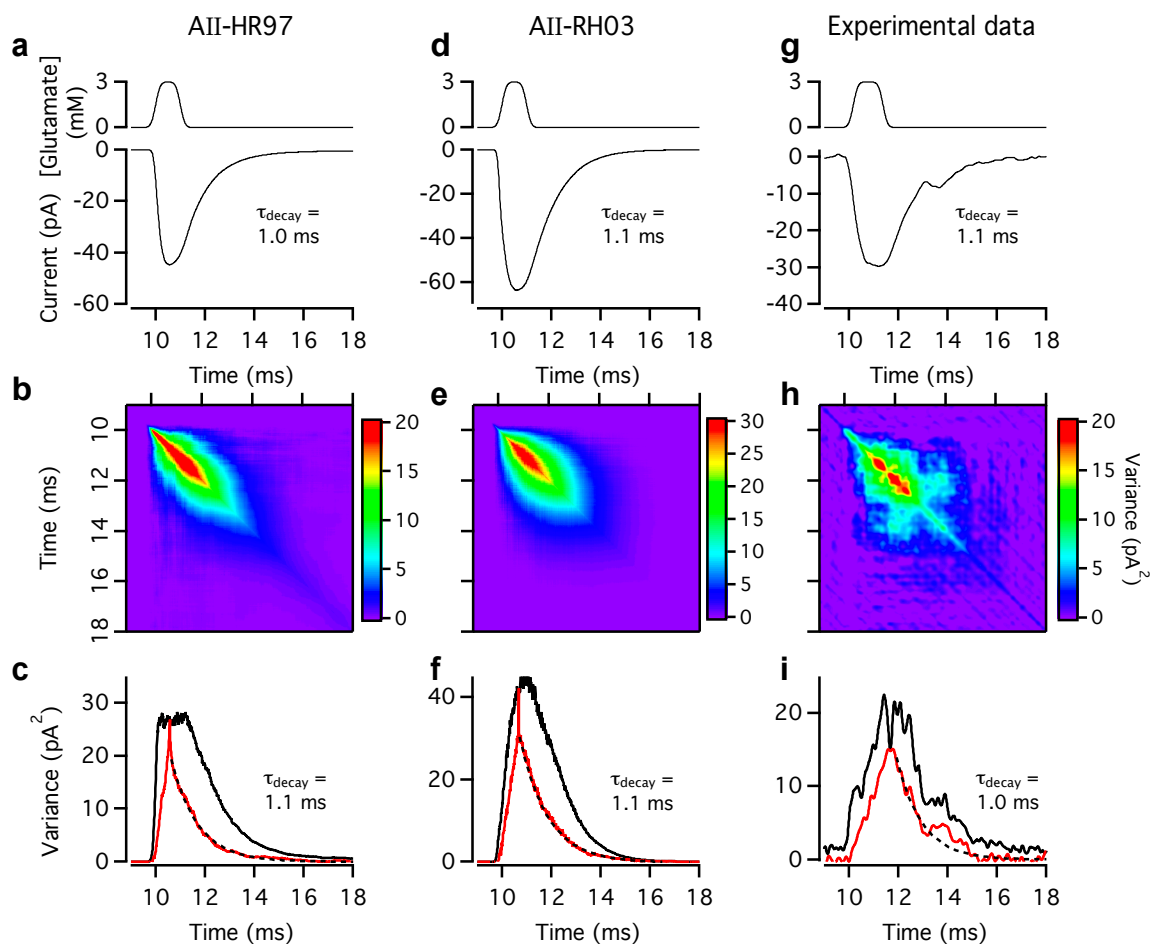 AII-HR97
AII-RH03
Experimental data
a
d
g
[Glutamate]
(mM)
3
0
3
0
3
0
Current (pA)
0
-20
-40
-60
τdecay =
1.0 ms
10 12 14 16 18
Time (ms)
0
-20
-40
-60
τdecay =
1.1 ms
10 12 14 16 18
Time (ms)
0
-10
-20
-30
-40
τdecay =
1.1 ms
10 12 14 16 18
Time (ms)
b
e
h
Time (ms)
10
12
14
16
18
20
15
10
5
0
30
25
20
15
10
5
0
20
15
10
5
0
Variance (pA²)
c
f
i
Variance (pA²)
30
20
10
0
τdecay =
1.1 ms
10 12 14 16 18
Time (ms)
40
20
0
τdecay =
1.1 ms
10 12 14 16 18
Time (ms)
20
10
0
τdecay =
1.0 ms
10 12 14 16 18
Time (ms)